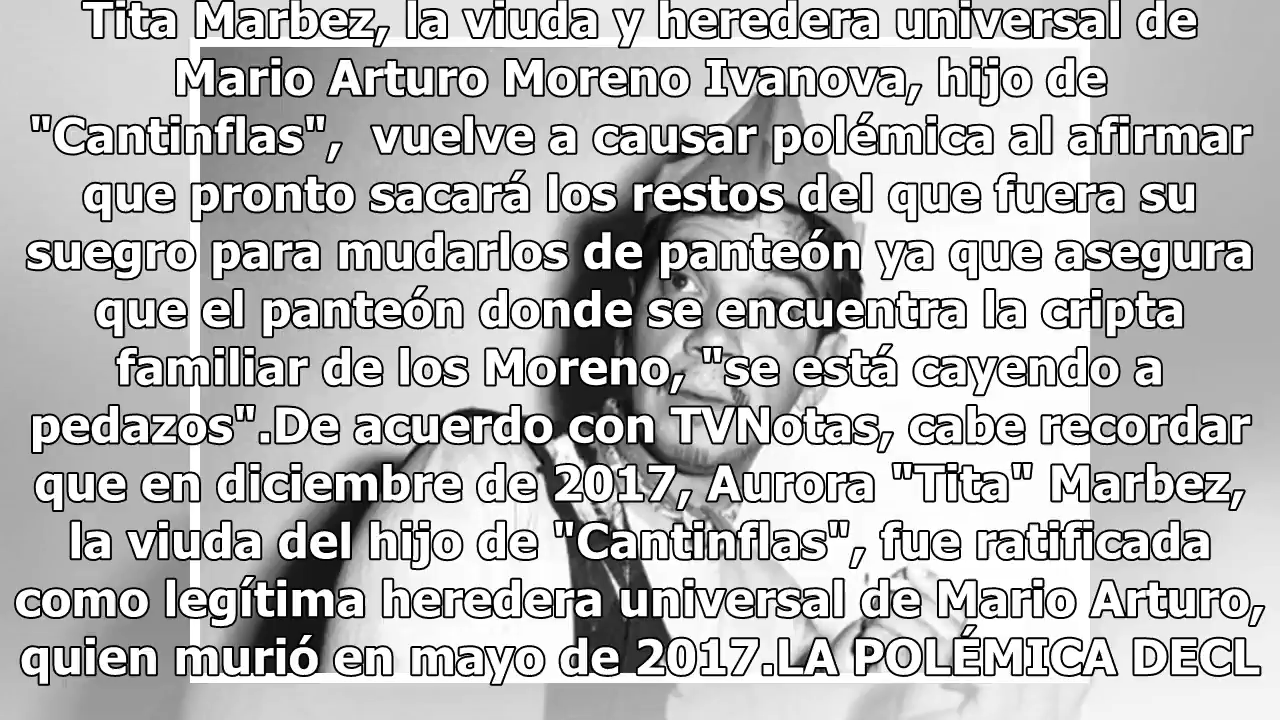 Tita Marbez, la viuda y heredera universal de
Mario Arturo Moreno Ivanova, hijo de
"Cantinflas", vuelve a causar polémica al afirmar
que pronto sacará los restos del que fuera su
suegro para mudarlos de panteón ya que asegura
que el panteón donde se encuentra la cripta
familiar de los Moreno, "se está cayendo a
pedazos".De acuerdo con TVNotas, cabe recordar
que en diciembre de 2017, Aurora "Tita" Marbez,
la viuda del hijo de "Cantinflas", fue ratificada
como legítima heredera universal de Mario Arturo,
quien murió en mayo de 2017.LA POLÉMICA DECL